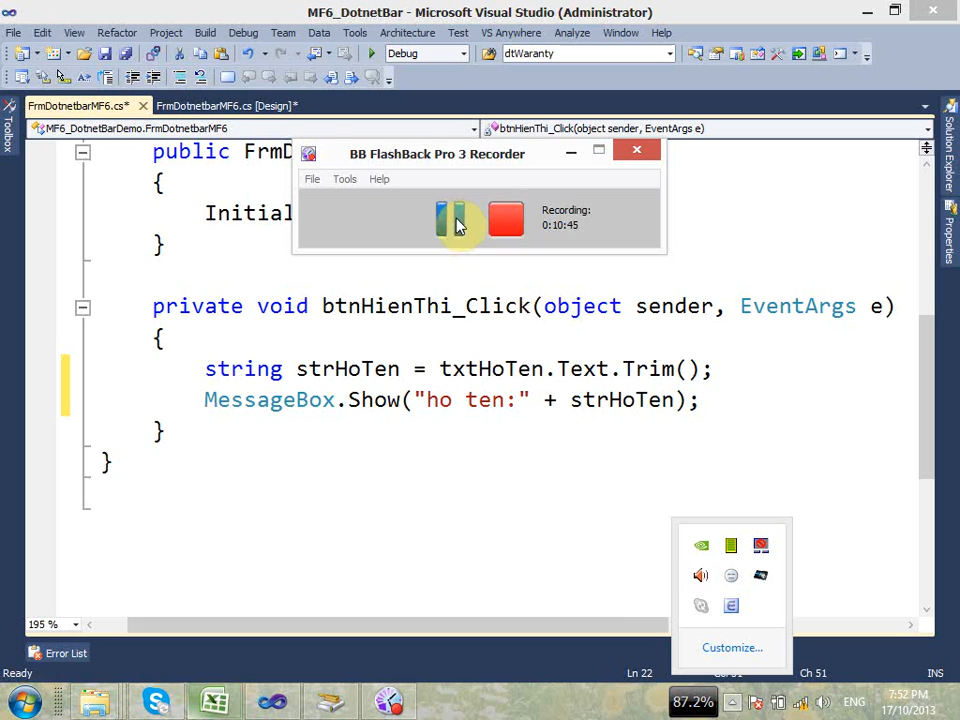 MF6_DotnetBar - Microsoft Visual Studio (Administrator)
File Edit View Refactor Project Build Debug Team Data Tools Architecture Test VS Anywhere Analyze Window Help
Debug dtWaranty
FrmDotnetbarMF6.cs* FrmDotnetbarMF6.cs [Design]*
MF6_DotNetBarDemo.FrmDotnetbarMF6 btnHienThi_Click(object sender, EventArgs e)
Toolbox
Solution Explorer
Properties
BB FlashBack Pro 3 Recorder
File Tools Help
Recording:
0:10:45
public FrmD
{
Initial
}
private void btnHienThi_Click(object sender, EventArgs e)
{
string strHoTen = txtHoTen.Text.Trim();
MessageBox.Show("ho ten:" + strHoTen);
}
}
Customize...
195 %
Error List
Ready Ln 22 Ch 51 INS
87.2% ENG 7:52 PM
17/10/2013